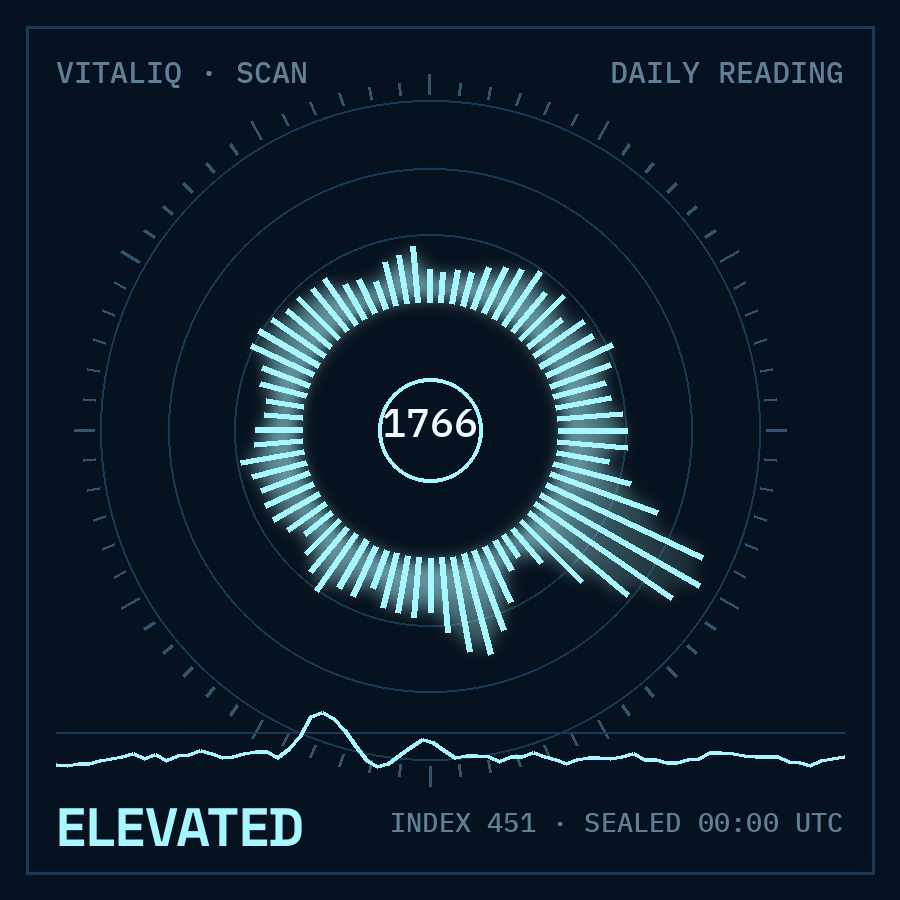 VITALIQ · SCAN
DAILY READING
1766
ELEVATED
INDEX 451 · SEALED 00:00 UTC